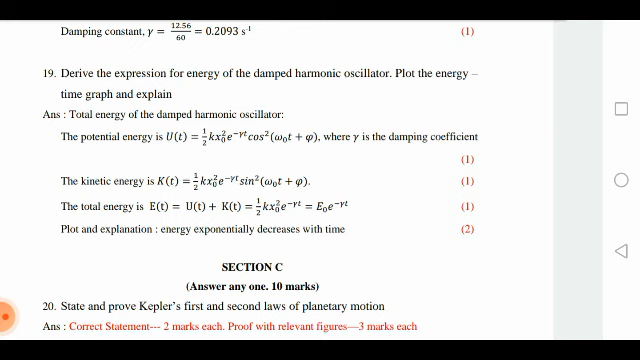 Damping constant, γ = 12.56/60 = 0.2093 s⁻¹ (1)
19. Derive the expression for energy of the damped harmonic oscillator. Plot the energy –
time graph and explain
Ans : Total energy of the damped harmonic oscillator:
The potential energy is U(t) = ½kx₀²e^(−γt)cos²(ω₀t + φ), where γ is the damping coefficient
(1)
The kinetic energy is K(t) = ½kx₀²e^(−γt)sin²(ω₀t + φ). (1)
The total energy is E(t) = U(t) + K(t) = ½kx₀²e^(−γt) = E₀e^(−γt) (1)
Plot and explanation : energy exponentially decreases with time (2)
SECTION C
(Answer any one. 10 marks)
20. State and prove Kepler's first and second laws of planetary motion
Ans : Correct Statement--- 2 marks each. Proof with relevant figures—3 marks each